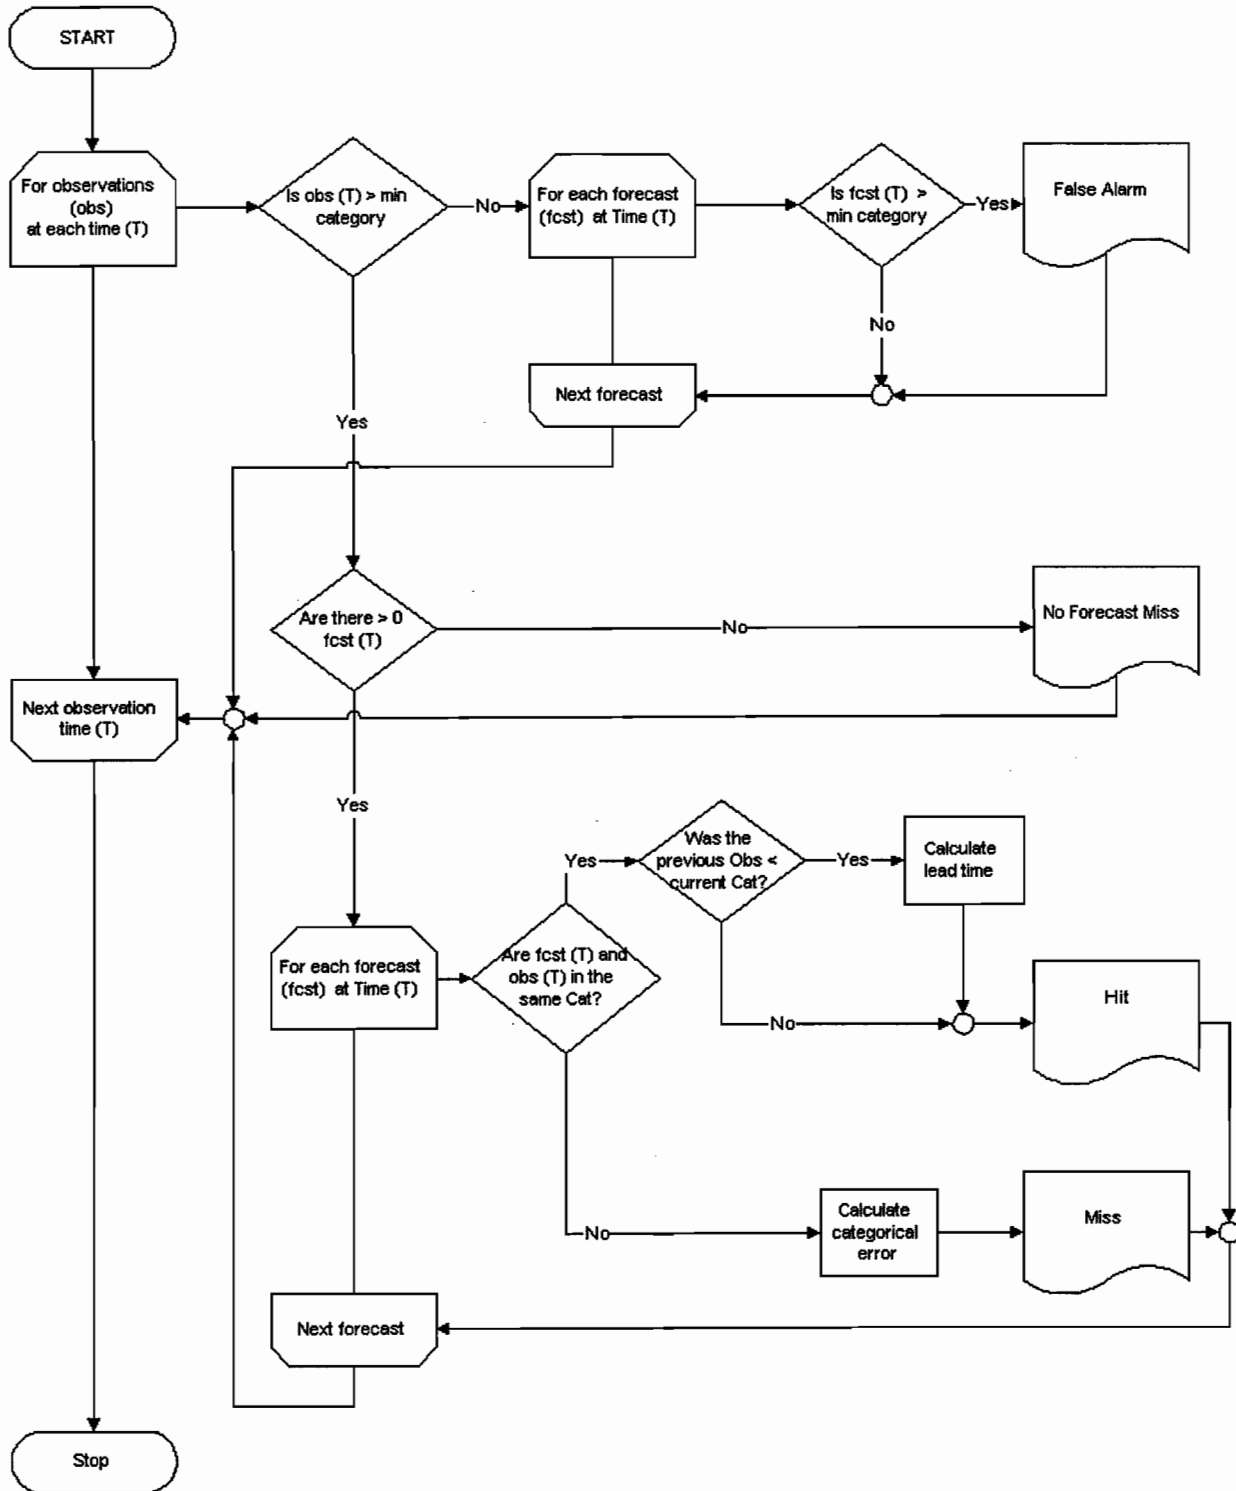 START
For observations
(obs)
at each time (T)
Is obs (T) > min
category
No
For each forecast
(fcst) at Time (T)
Is fcst (T) >
min category
Yes
False Alarm
No
Next forecast
Yes
Are there > 0
fcst (T)
No
No Forecast Miss
Next observation
time (T)
Yes
Was the
previous Obs <
current Cat?
Yes
Yes
Calculate
lead time
For each forecast
(fcst) at Time (T)
Are fcst (T) and
obs (T) in the
same Cat?
No
Hit
No
Calculate
categorical
error
Miss
Next forecast
Stop